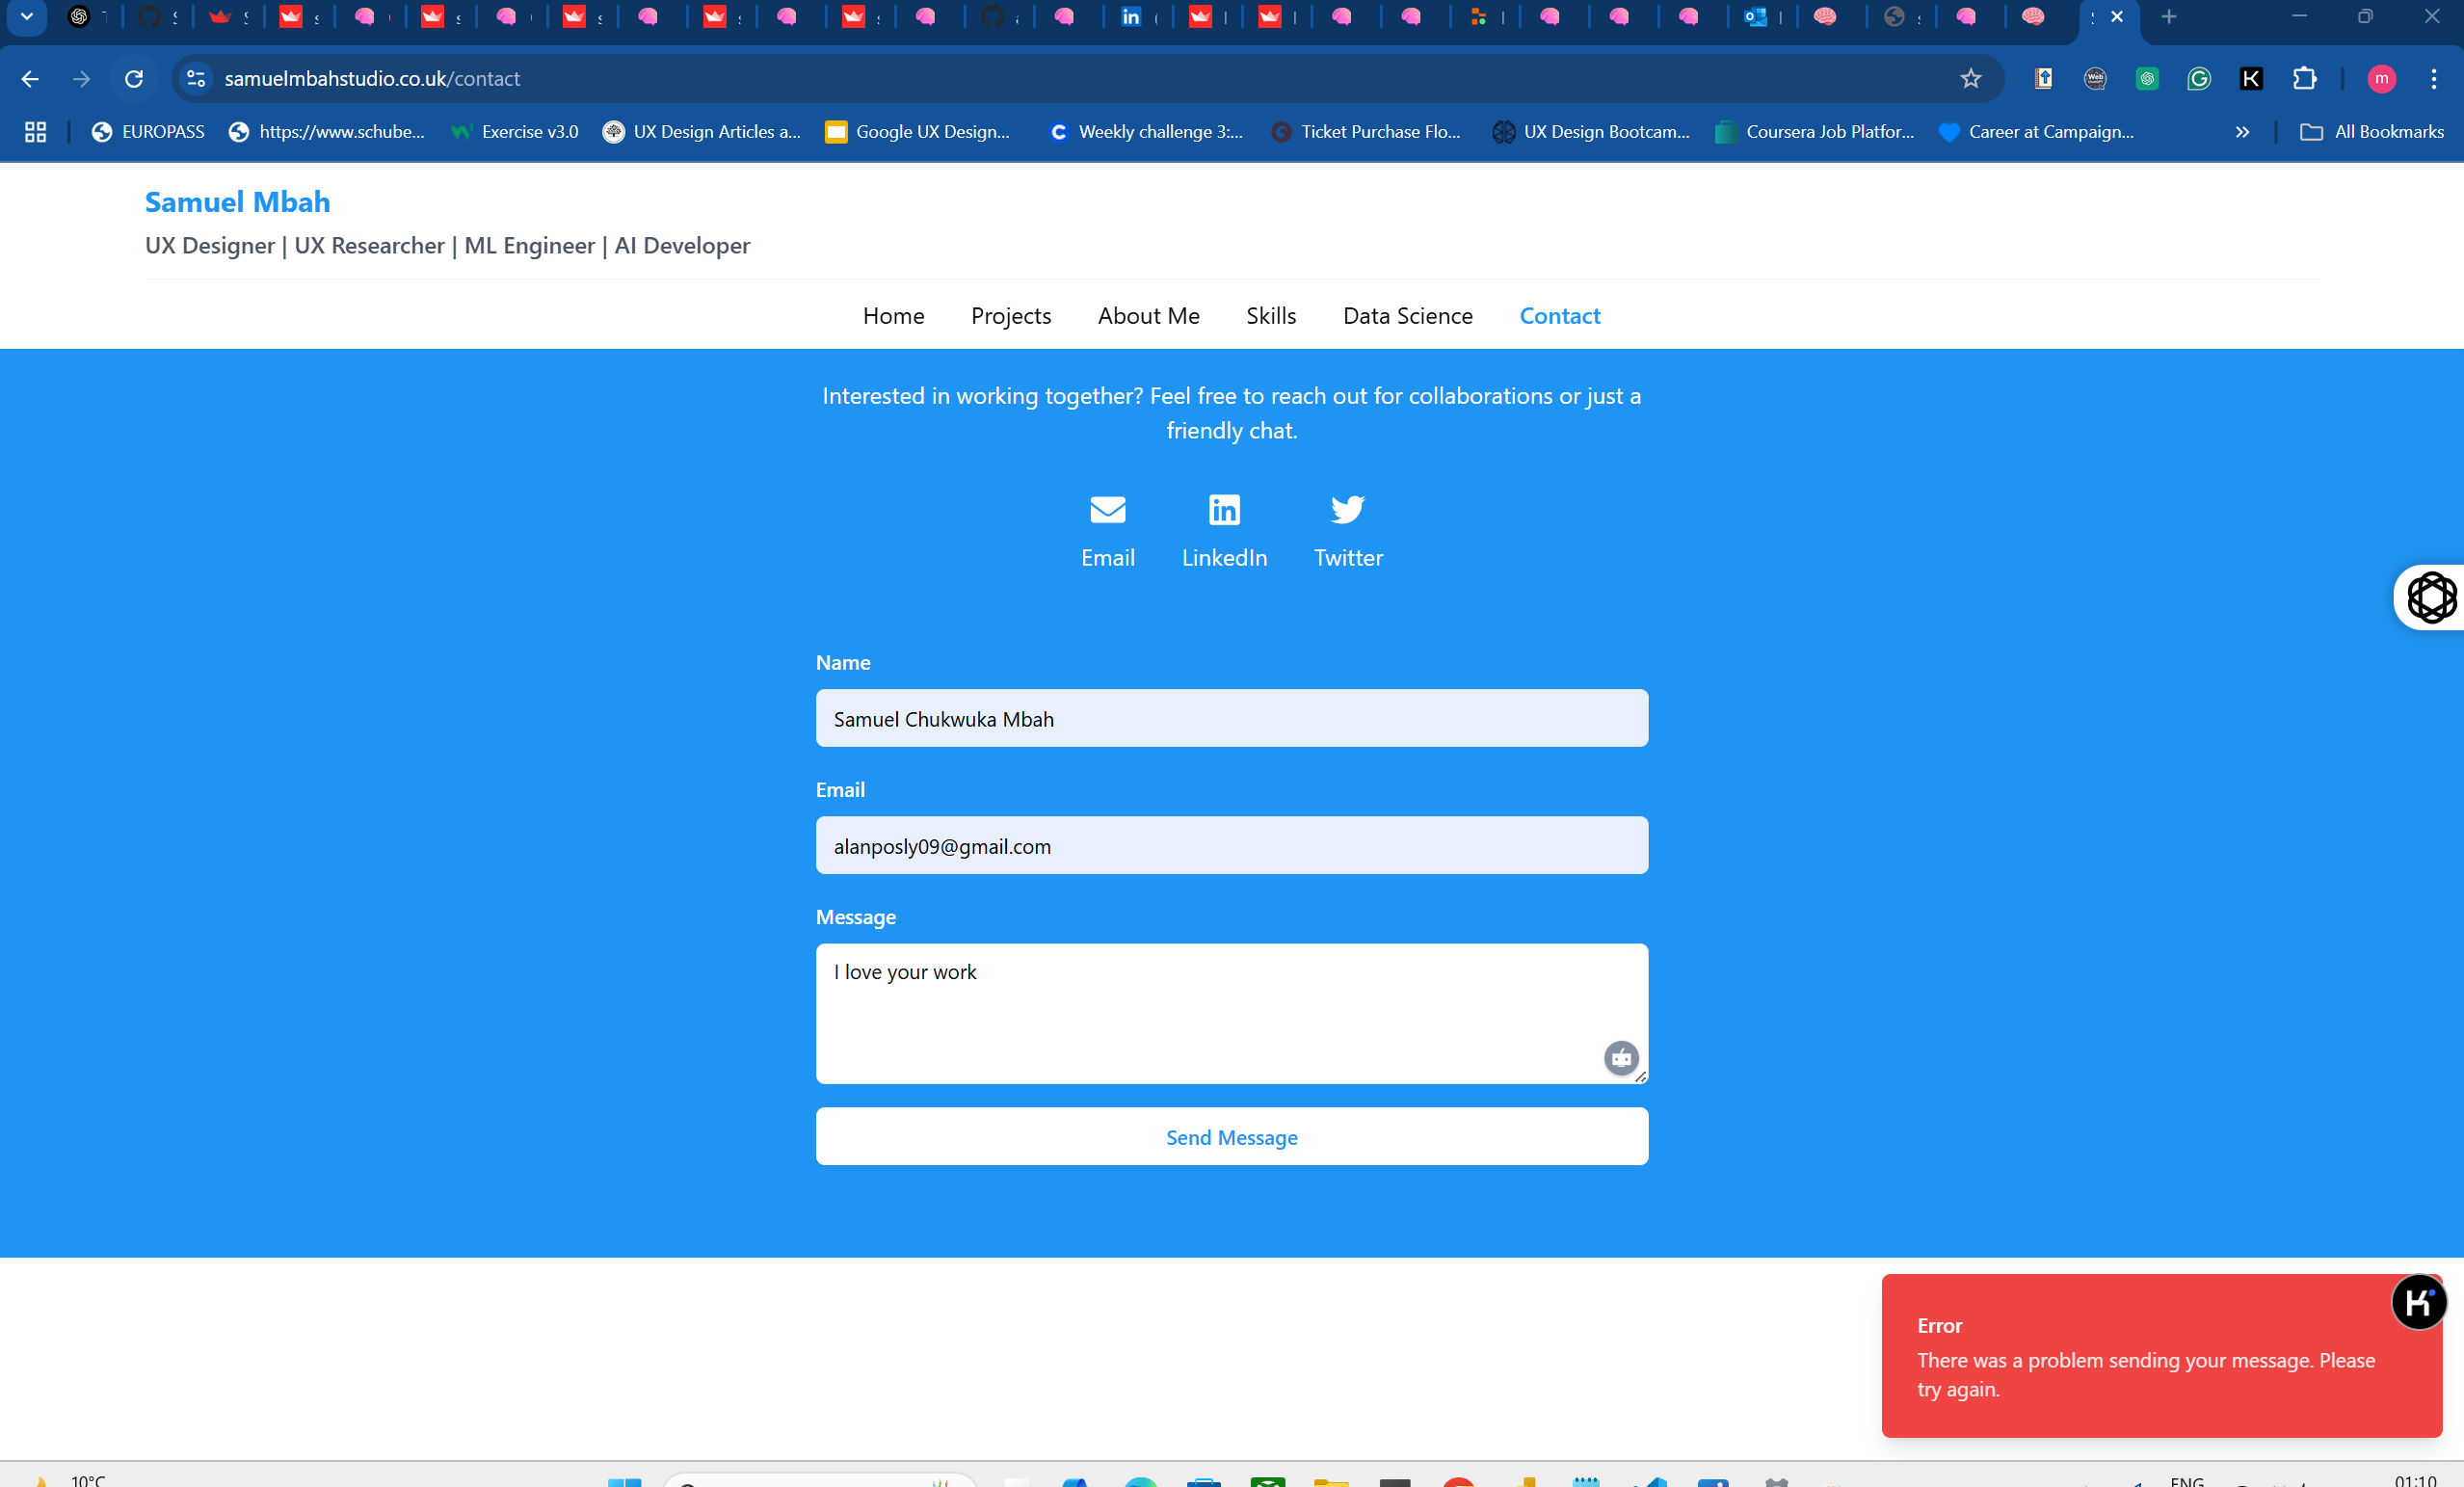 samuelmbahstudio.co.uk/contact
m
EUROPASS
https://www.schube...
Exercise v3.0
UX Design Articles a...
Google UX Design...
Weekly challenge 3:...
Ticket Purchase Flo...
UX Design Bootcam...
Coursera Job Platfor...
Career at Campaign...
All Bookmarks
Samuel Mbah
UX Designer | UX Researcher | ML Engineer | AI Developer
Home
Projects
About Me
Skills
Data Science
Contact
Interested in working together? Feel free to reach out for collaborations or just a
friendly chat.
Email
LinkedIn
Twitter
Name
Samuel Chukwuka Mbah
Email
alanposly09@gmail.com
Message
I love your work
Send Message
Error
There was a problem sending your message. Please
try again.
10°C
ENG
01:10